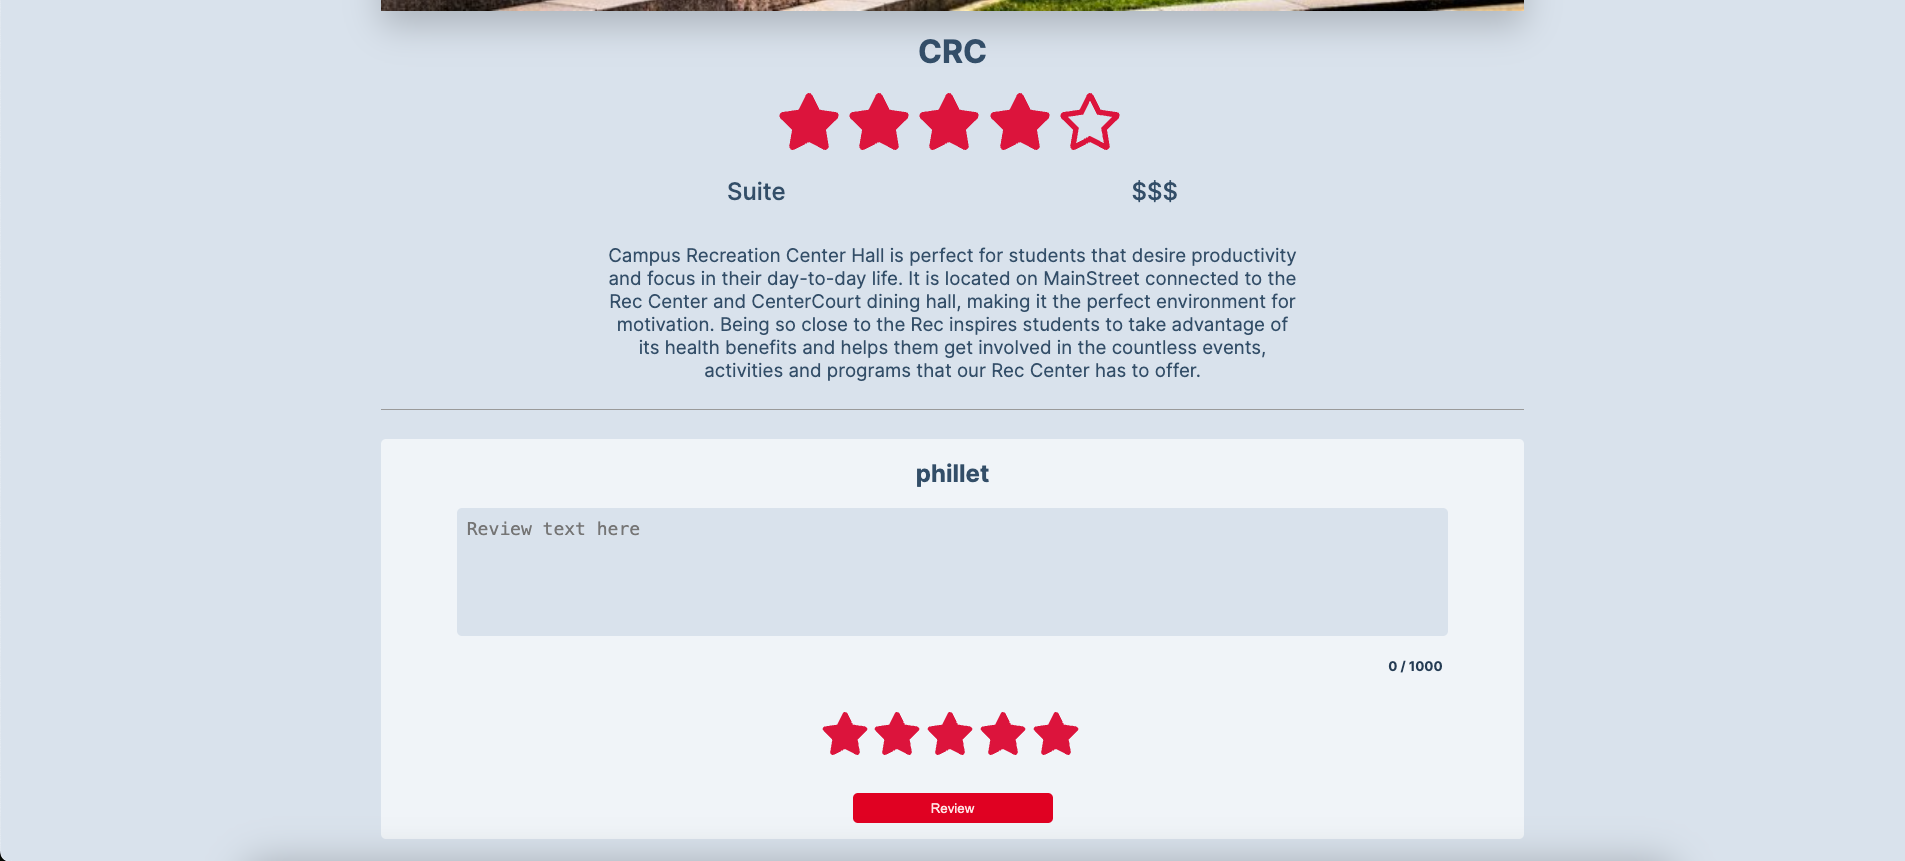 CRC
Suite
$$$
Campus Recreation Center Hall is perfect for students that desire productivity
and focus in their day-to-day life. It is located on MainStreet connected to the
Rec Center and CenterCourt dining hall, making it the perfect environment for
motivation. Being so close to the Rec inspires students to take advantage of
its health benefits and helps them get involved in the countless events,
activities and programs that our Rec Center has to offer.
phillet
Review text here
0 / 1000
Review